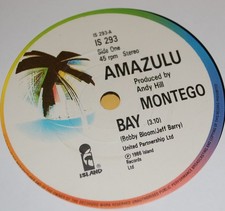 IS 293-A
IS 293
Side One
45 rpm Stereo
AMAZULU
Produced by
Andy Hill
MONTEGO
BAY (3.10)
(Bobby Bloom/Jeff Barry)
United Partnership Ltd
℗ 1986 Island
Records
Ltd
ISLAND